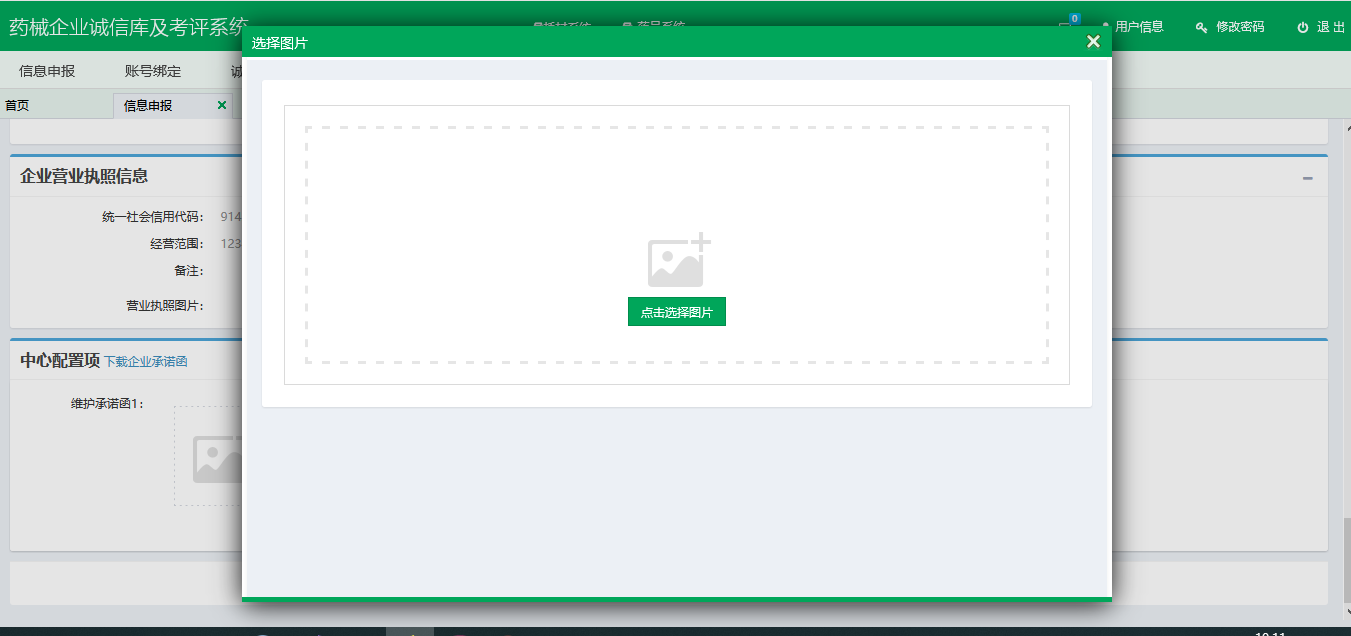 药械企业诚信库及考评系统
0
用户信息
修改密码
退 出
选择图片
信息申报
账号绑定
诚
首页
信息申报
企业营业执照信息
统一社会信用代码：
914
经营范围：
123
备注：
营业执照图片：
点击选择图片
中心配置项 下载企业承诺函
维护承诺函1：